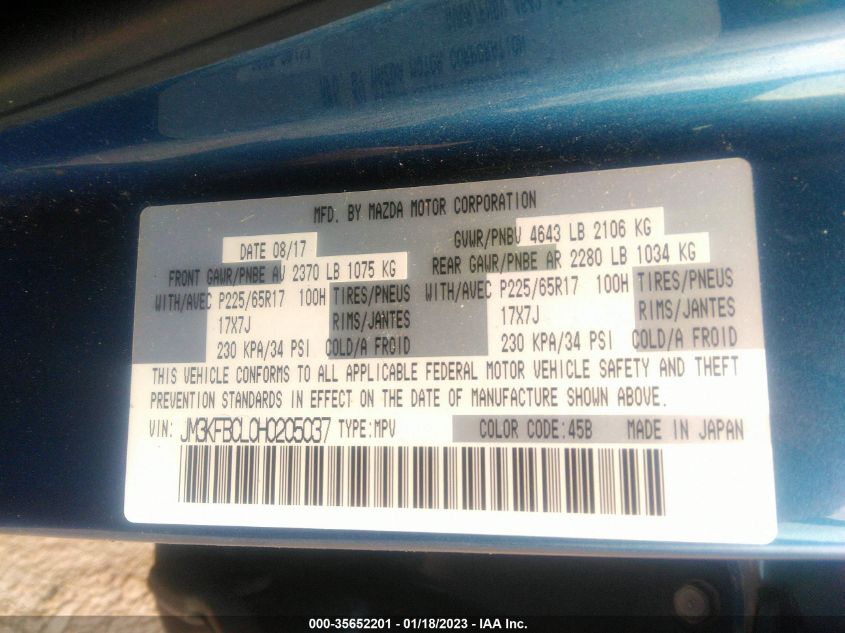 MFD. BY MAZDA MOTOR CORPORATION
DATE 08/17 GVWR/PNBV 4643 LB 2106 KG
FRONT GAWR/PNBE AV 2370 LB 1075 KG REAR GAWR/PNBE AR 2280 LB 1034 KG
WITH/AVEC P225/65R17 100H TIRES/PNEUS WITH/AVEC P225/65R17 100H TIRES/PNEUS
17X7J RIMS/JANTES 17X7J RIMS/JANTES
230 KPA/34 PSI COLD/A FROID 230 KPA/34 PSI COLD/A FROID
THIS VEHICLE CONFORMS TO ALL APPLICABLE FEDERAL MOTOR VEHICLE SAFETY AND THEFT
PREVENTION STANDARDS IN EFFECT ON THE DATE OF MANUFACTURE SHOWN ABOVE.
VIN: JM3KFBCL0H0205037 TYPE:MPV COLOR CODE:45B MADE IN JAPAN
000-35652201 - 01/18/2023 - IAA Inc.